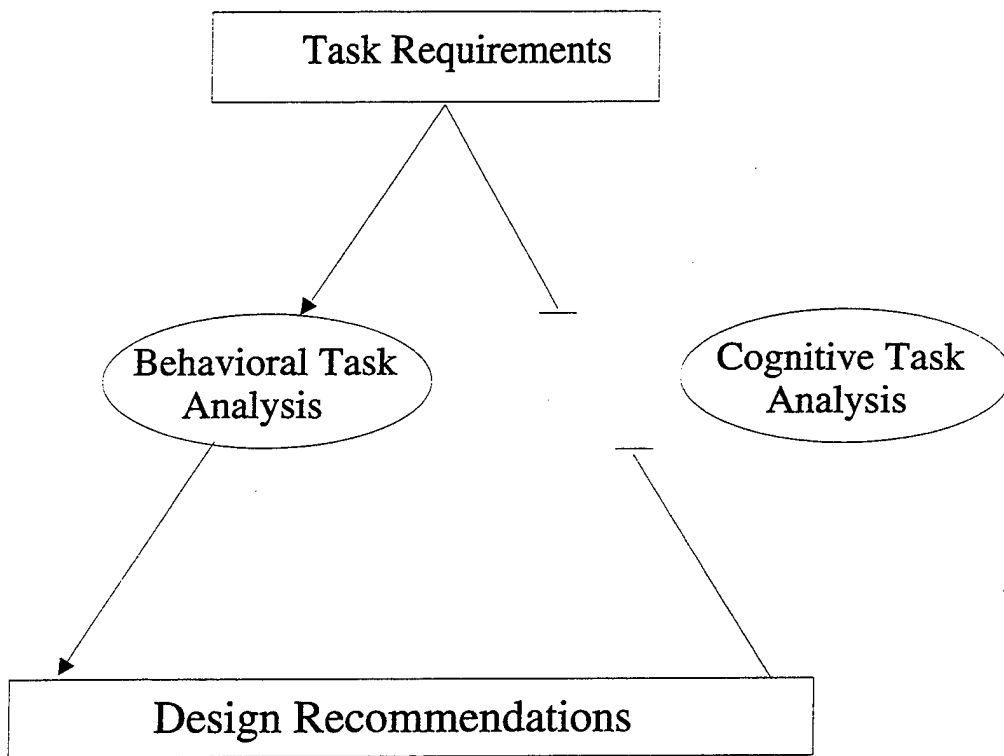 Task Requirements
Behavioral Task
Analysis
Cognitive Task
Analysis
Design Recommendations